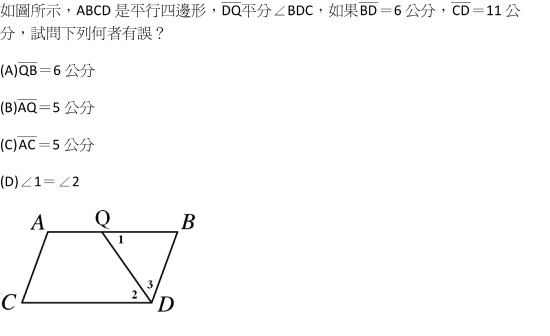 如圖所示，ABCD 是平行四邊形，DQ平分∠BDC，如果BD＝6 公分，CD＝11 公
分，試問下列何者有誤？
(A)QB＝6 公分
(B)AQ＝5 公分
(C)AC＝5 公分
(D)∠1＝∠2
A Q B
1
3
2
C D